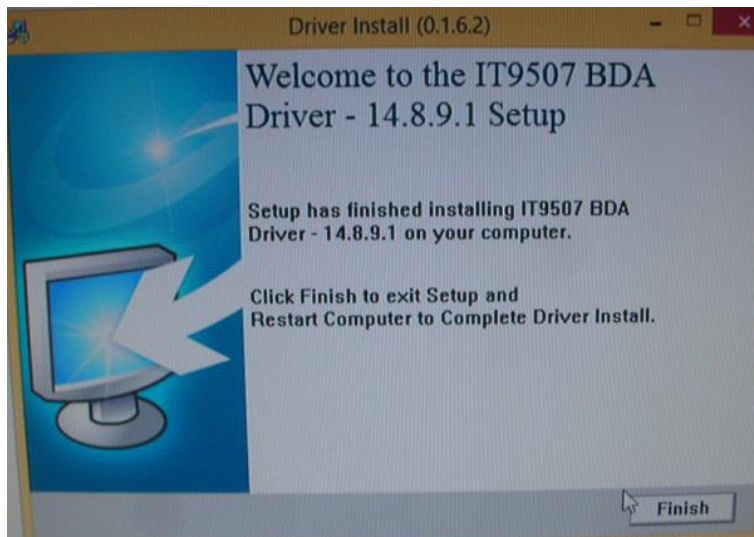 Driver Install (0.1.6.2)
Welcome to the IT9507 BDA
Driver - 14.8.9.1 Setup
Setup has finished installing IT9507 BDA
Driver - 14.8.9.1 on your computer.
Click Finish to exit Setup and
Restart Computer to Complete Driver Install.
Finish